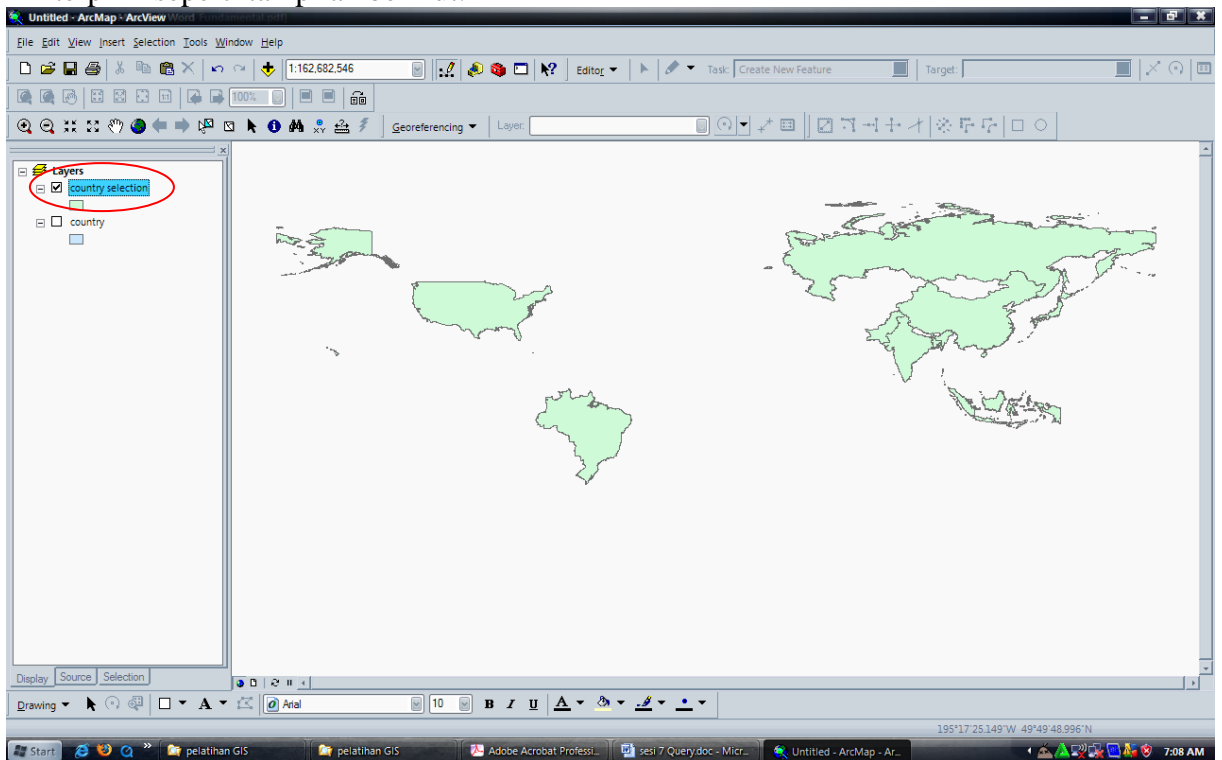 Untitled - ArcMap - ArcView
File Edit View Insert Selection Tools Window Help
1:162,682,546
Editor
Task: Create New Feature
Target:
100%
Georeferencing
Layer:
Layers
country selection
country
Display Source Selection
Drawing
A
Arial
10
B I U A
195°17'25.149"W 49°49'48.996"N
Start
pelatihan GIS
pelatihan GIS
Adobe Acrobat Professi...
sesi 7 Query.doc - Micr...
Untitled - ArcMap - Ar...
7:08 AM